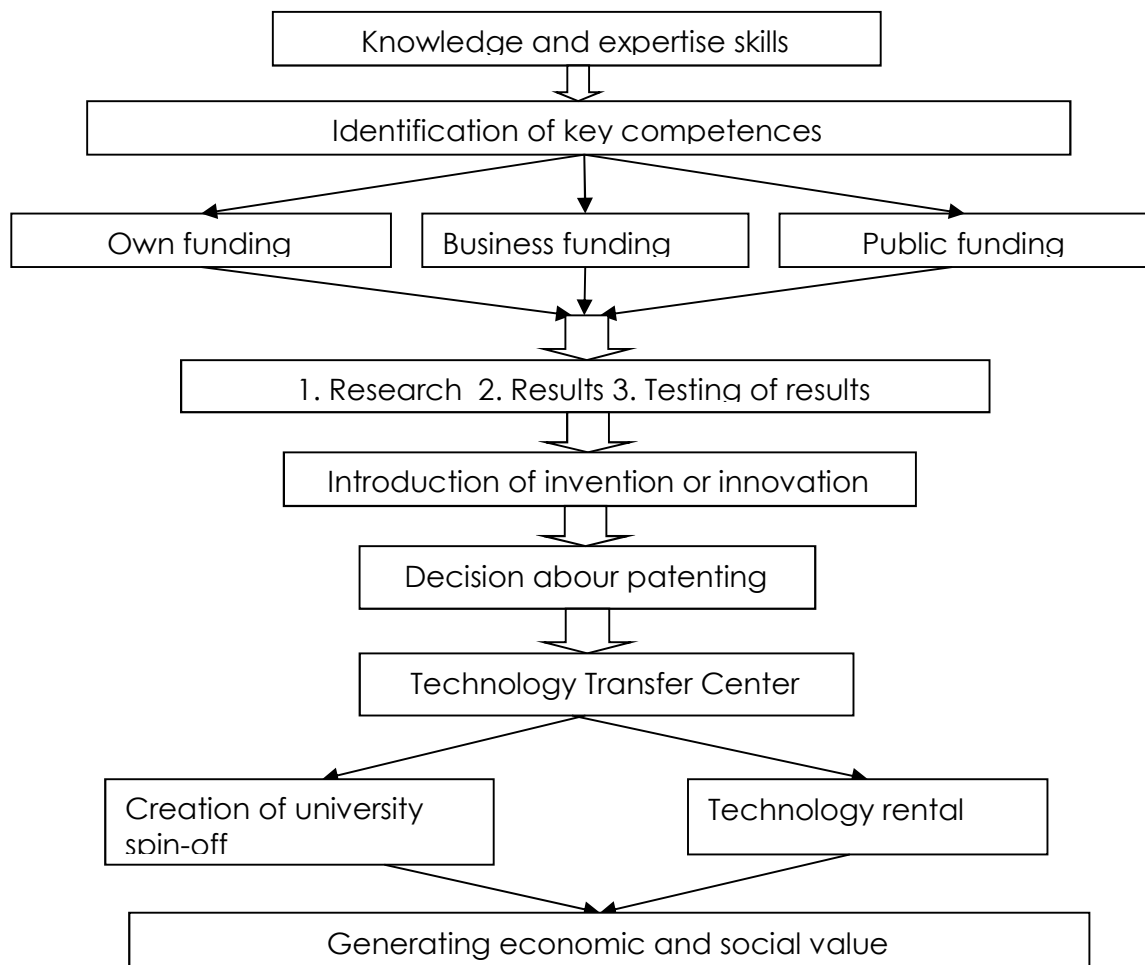 Knowledge and expertise skills
Identification of key competences
Own funding
Business funding
Public funding
1. Research 2. Results 3. Testing of results
Introduction of invention or innovation
Decision abour patenting
Technology Transfer Center
Creation of university
spin-off
Technology rental
Generating economic and social value